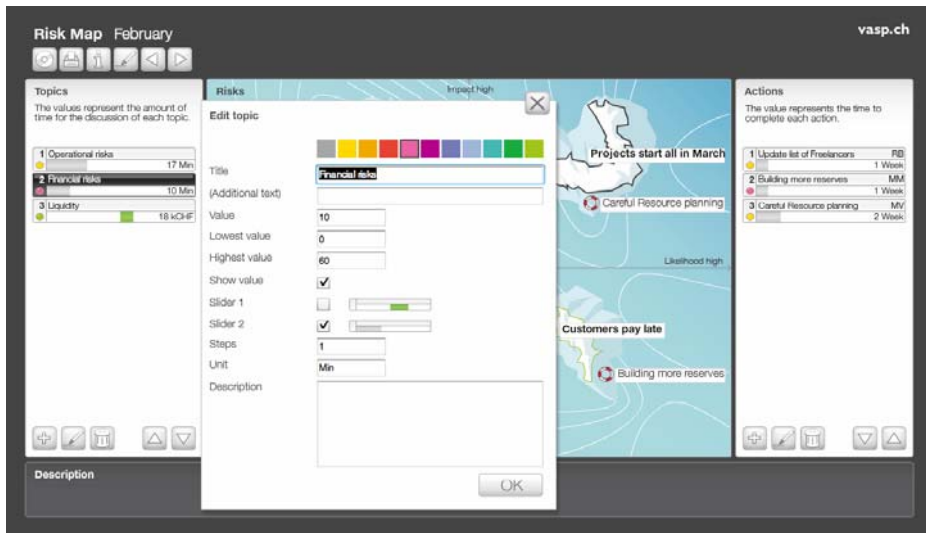 Risk Map February
vasp.ch
Topics
The values represent the amount of
time for the discussion of each topic.
1 Operational risks
17 Min
2 Financial risks
10 Min
3 Liquidity
18 kCHF
Risks
Impact high
Edit topic
Title
Financial risks
(Additional text)
Value
10
Lowest value
0
Highest value
60
Show value
Slider 1
Slider 2
Steps
1
Unit
Min
Description
OK
Projects start all in March
Careful Resource planning
Likelihood high
Customers pay late
Building more reserves
Actions
The value represents the time to
complete each action.
1 Update list of Freelancers RB
1 Week
2 Building more reserves MM
1 Week
3 Careful Resource planning MV
2 Week
Description